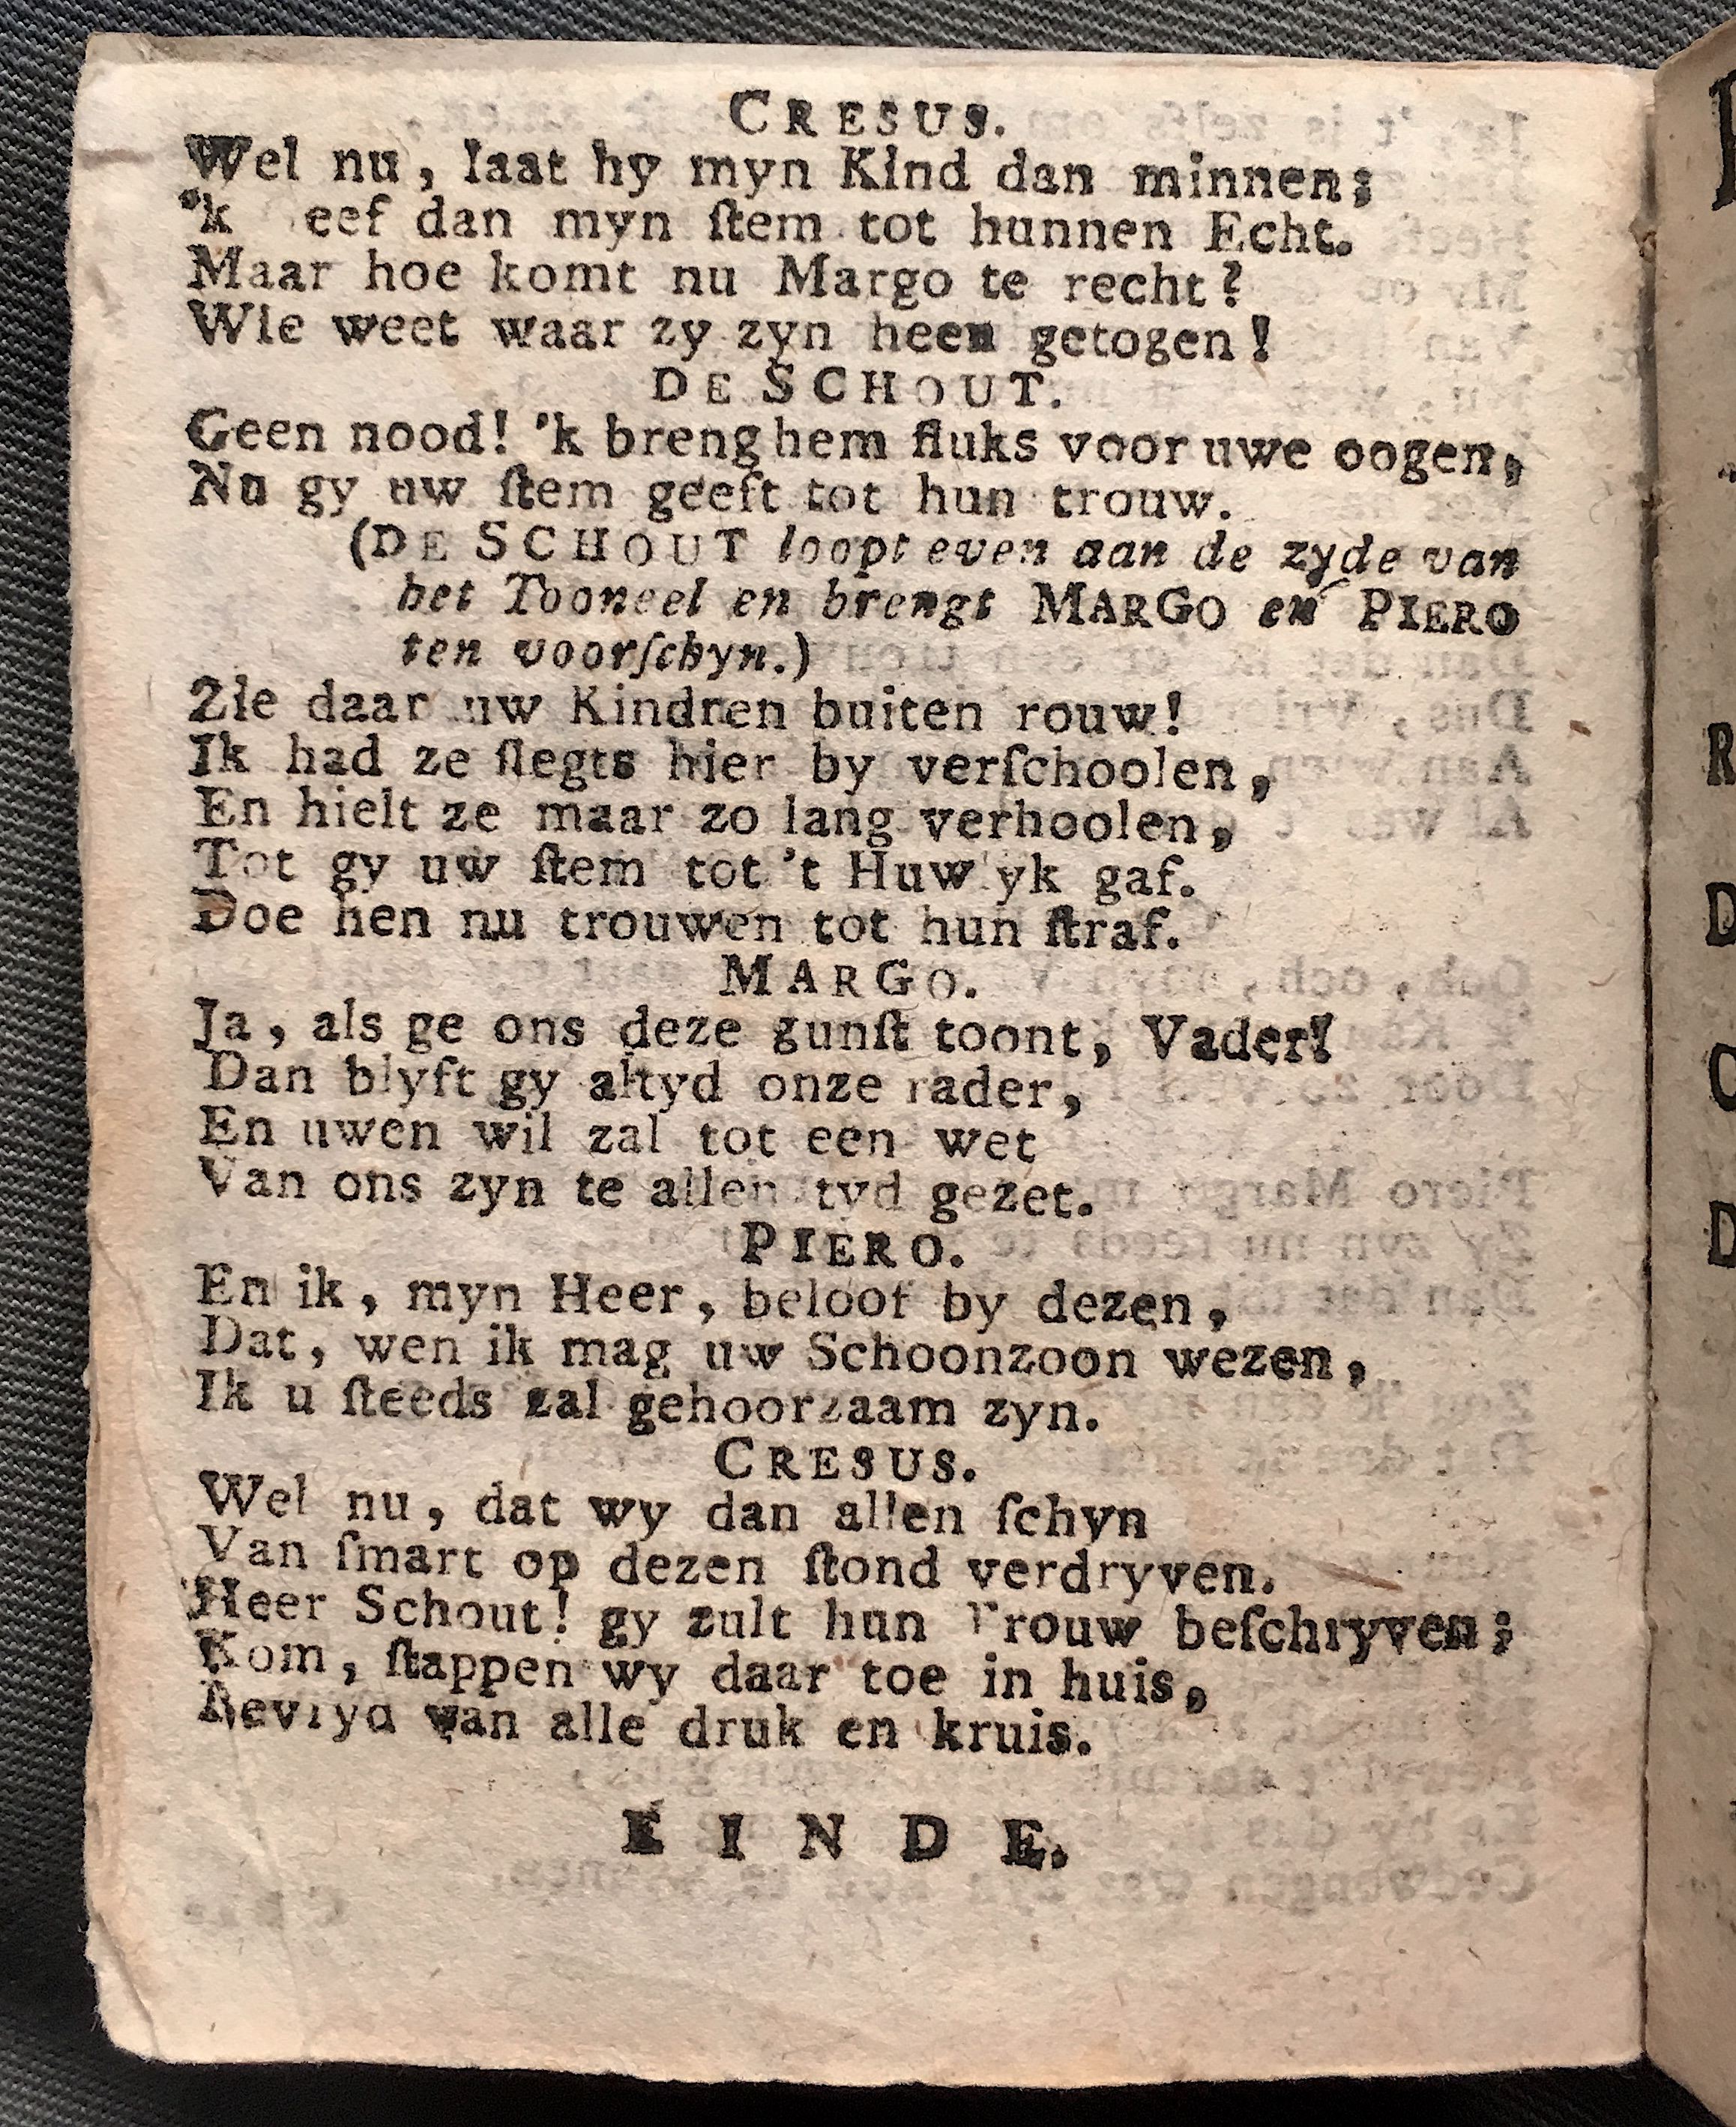 CRESUS.
Wel nu, laat hy myn Kind dan minnen;
'k eef dan myn ſtem tot hunnen Echt.
Maar hoe komt nu Margo te recht?
Wie weet waar zy zyn heen getogen!
DE SCHOUT.
Geen nood! 'k breng hem fluks voor uwe oogen,
Nu gy uw ſtem geeft tot hun trouw.
(DE SCHOUT loopt even aan de zyde van
het Tooneel en brengt MARGO en PIERO
ten voorſchyn.)
Zie daar uw Kindren buiten rouw!
Ik had ze ſlegts hier by verſchoolen,
En hielt ze maar zo lang verhoolen,
Tot gy uw ſtem tot 't Huw yk gaf.
Doe hen nu trouwen tot hun ſtraf.
MARGO.
Ja, als ge ons deze gunſt toont, Vader!
Dan blyft gy altyd onze rader,
En uwen wil zal tot een wet
Van ons zyn te allen tyd gezet.
PIERO.
En ik, myn Heer, beloof by dezen,
Dat, wen ik mag uw Schoonzoon wezen,
Ik u ſteeds zal gehoorzaam zyn.
CRESUS.
Wel nu, dat wy dan allen ſchyn
Van ſmart op dezen ſtond verdryven.
Heer Schout! gy zult hun Trouw beſchryven;
Kom, ſtappen wy daar toe in huis,
Bevryd van alle druk en kruis.
EINDE.